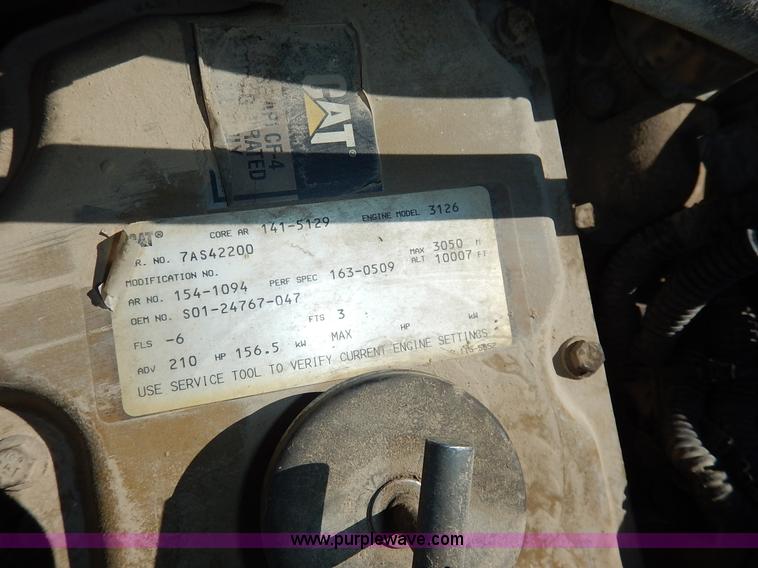 CAT®
CF-4
RATED
CAT®
CORE AR 141-5129 ENGINE MODEL 3126
R. NO. 7AS42200
MODIFICATION NO.
AR NO. 154-1094 PERF SPEC 163-0509 MAX ALT 3050 M 10007 FT
OEM NO. S01-24767-047
FLS -6 FTS 3
ADV 210 HP 156.5 kW MAX HP kW
USE SERVICE TOOL TO VERIFY CURRENT ENGINE SETTINGS
www.purplewave.com